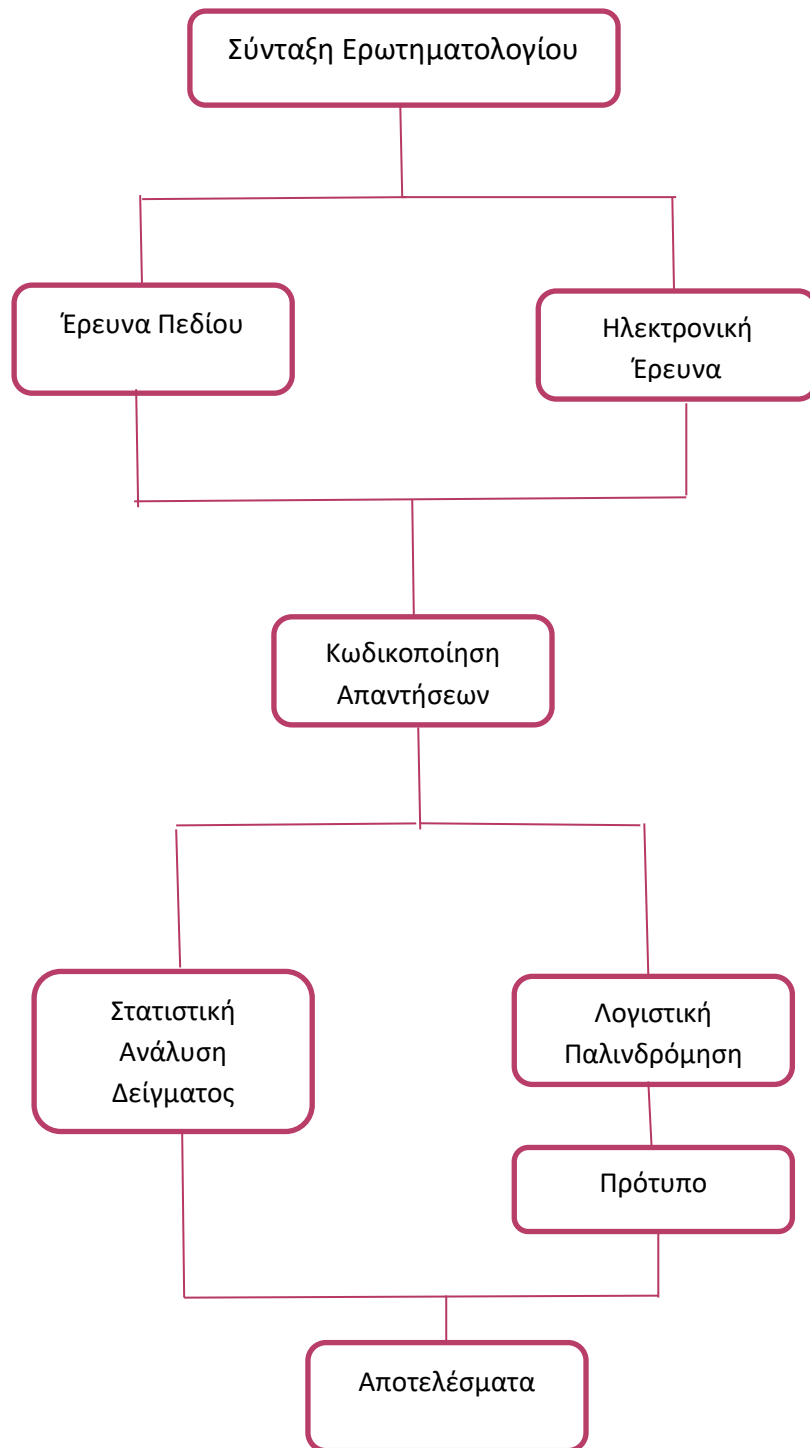 Σύνταξη Ερωτηματολογίου
Έρευνα Πεδίου
Ηλεκτρονική
Έρευνα
Κωδικοποίηση
Απαντήσεων
Στατιστική
Ανάλυση
Δείγματος
Λογιστική
Παλινδρόμηση
Πρότυπο
Αποτελέσματα